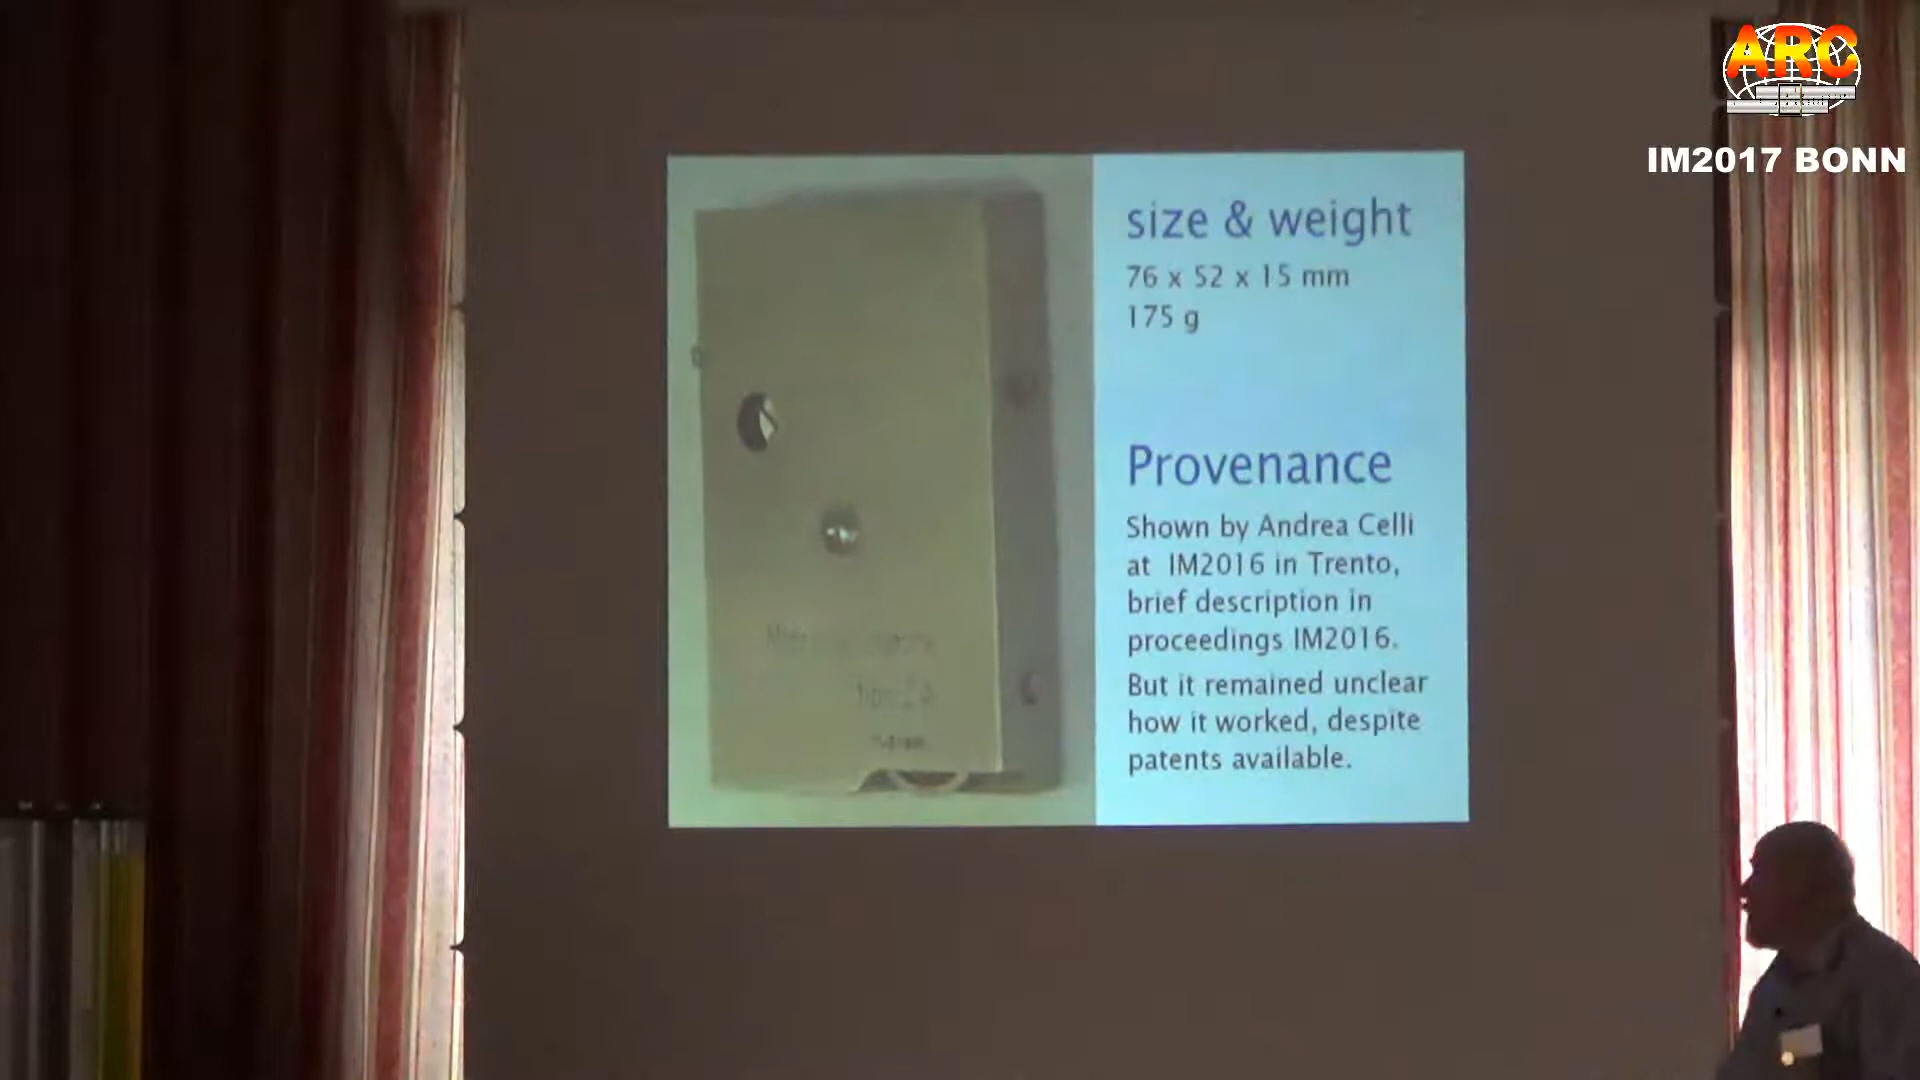 ARC
IM2017 BONN
size & weight
76 x 52 x 15 mm
175 g
Provenance
Shown by Andrea Celli
at IM2016 in Trento,
brief description in
proceedings IM2016.
But it remained unclear
how it worked, despite
patents available.